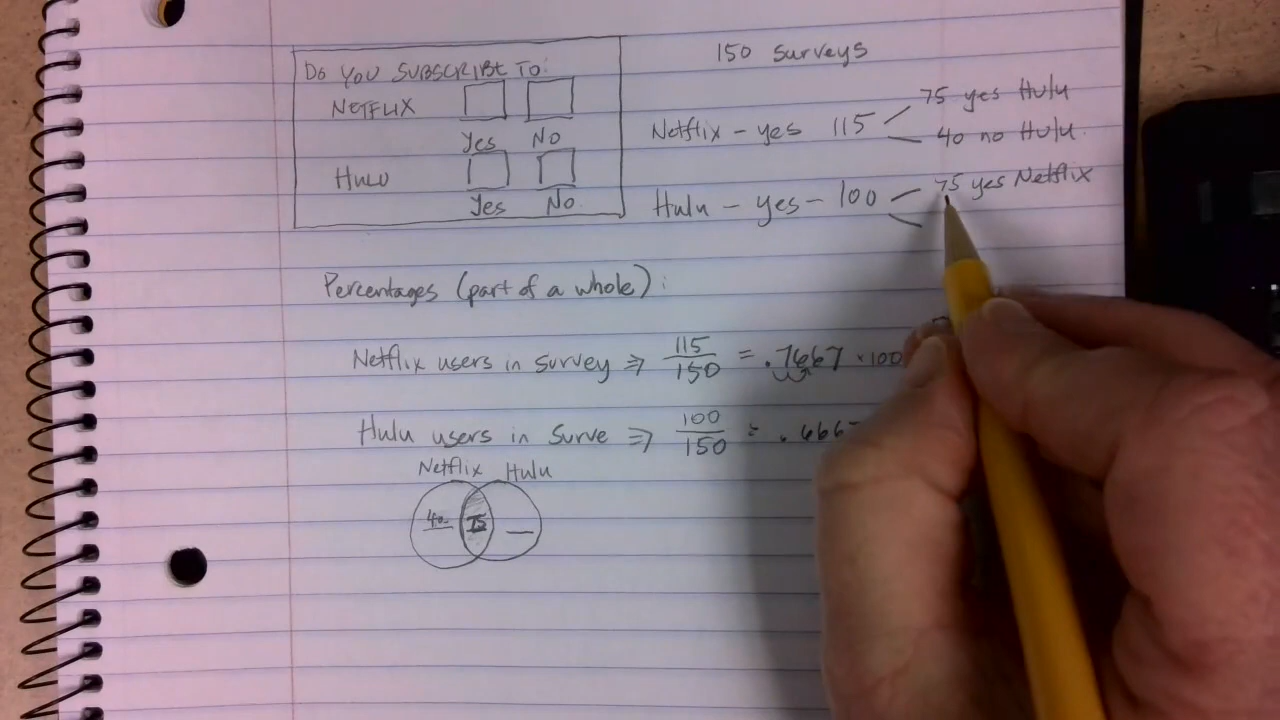 DO YOU SUBSCRIBE TO:
NETFLIX
Yes No
HULU
Yes No
150 surveys
Netflix - yes 115
75 yes Hulu
40 no Hulu
Hulu - yes - 100
75 yes Netflix
Percentages (part of a whole):
Netflix users in survey ⇒ 115/150 = .7667 × 100
Hulu users in surve ⇒ 100/150 = .6667
Netflix Hulu
40 75